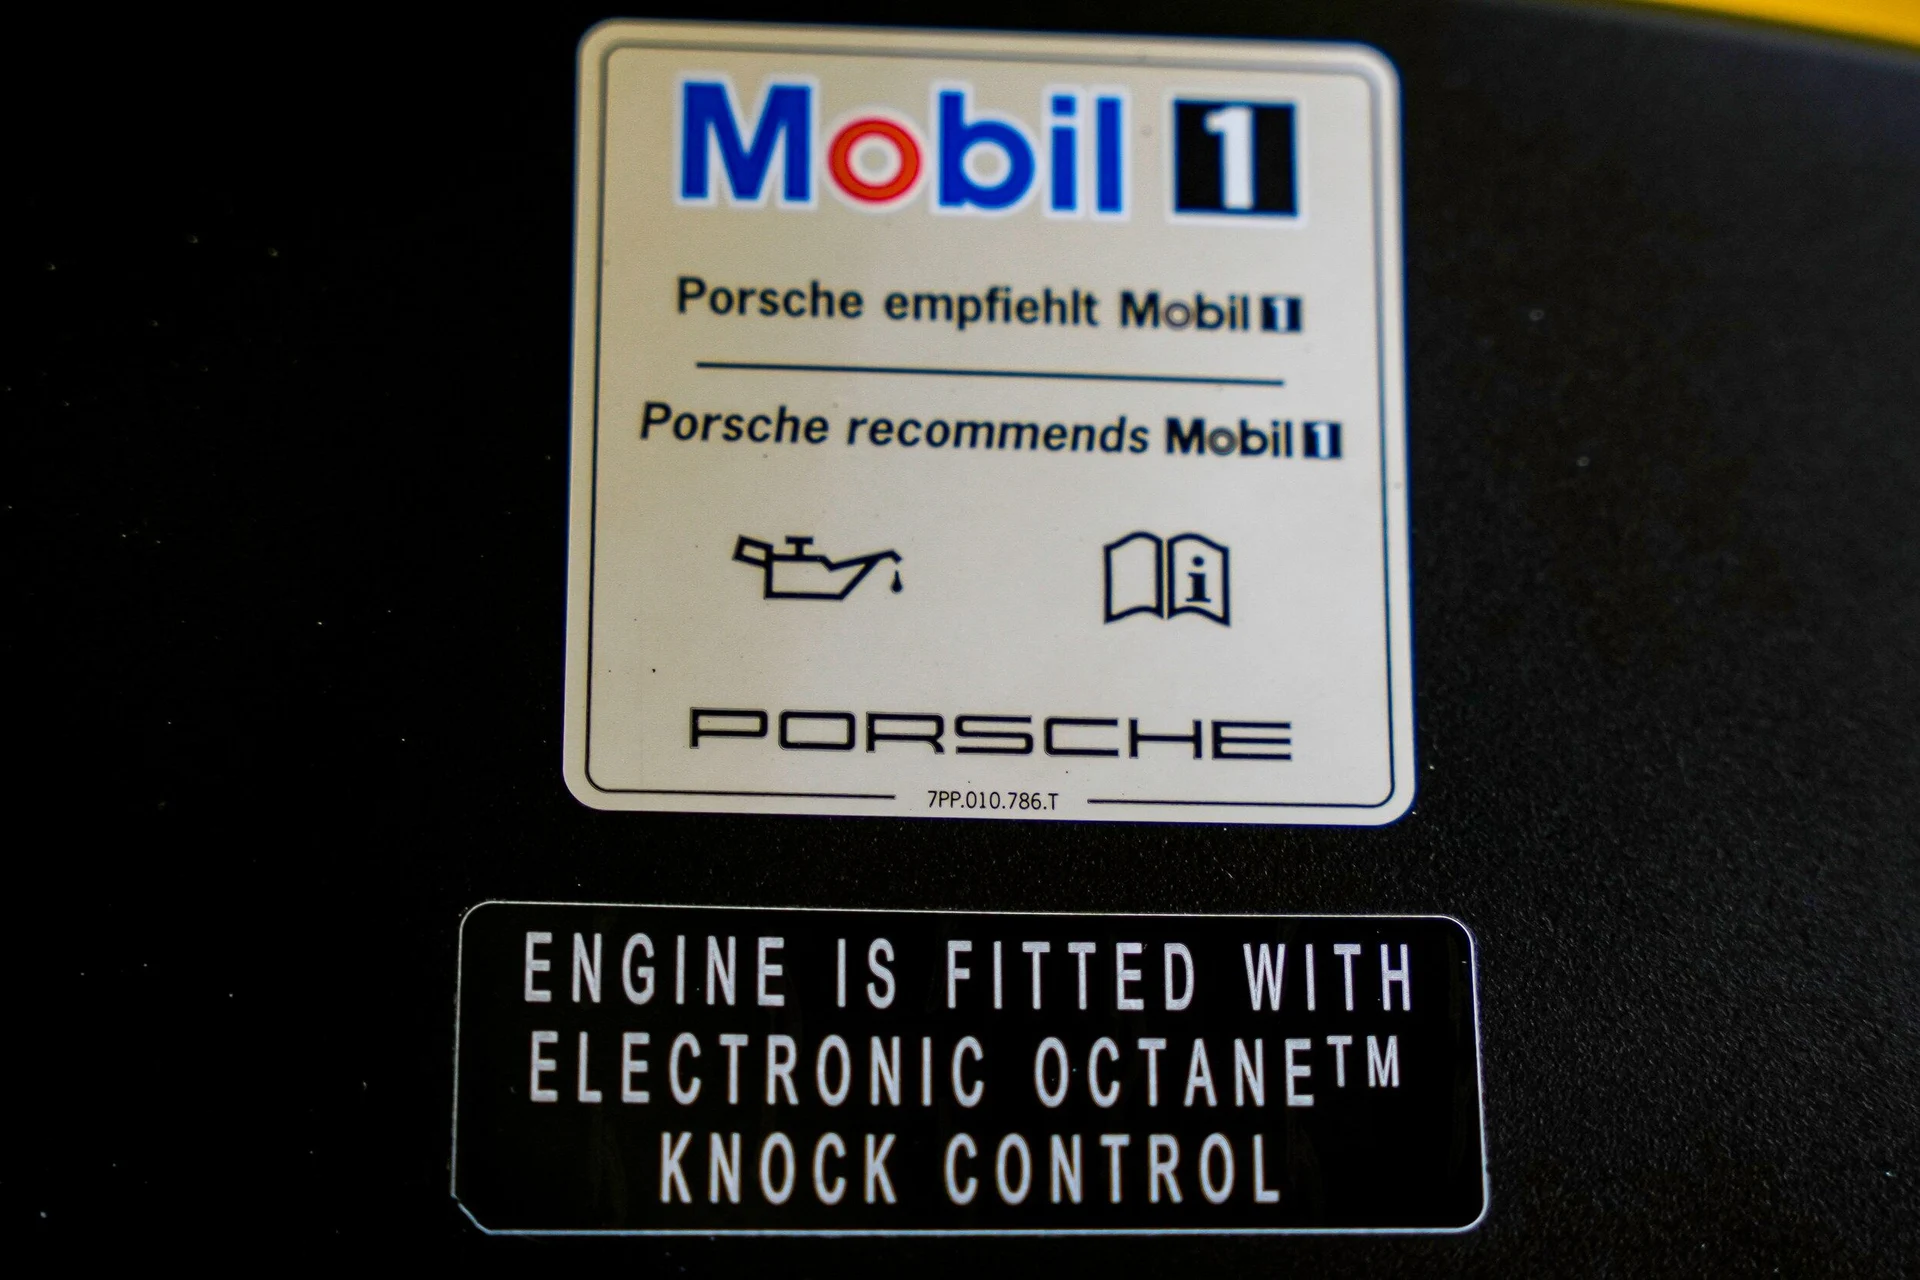 Mobil 1
Porsche empfiehlt Mobil 1
Porsche recommends Mobil 1
i
PORSCHE
7PP.010.786.T
ENGINE IS FITTED WITH
ELECTRONIC OCTANE™
KNOCK CONTROL